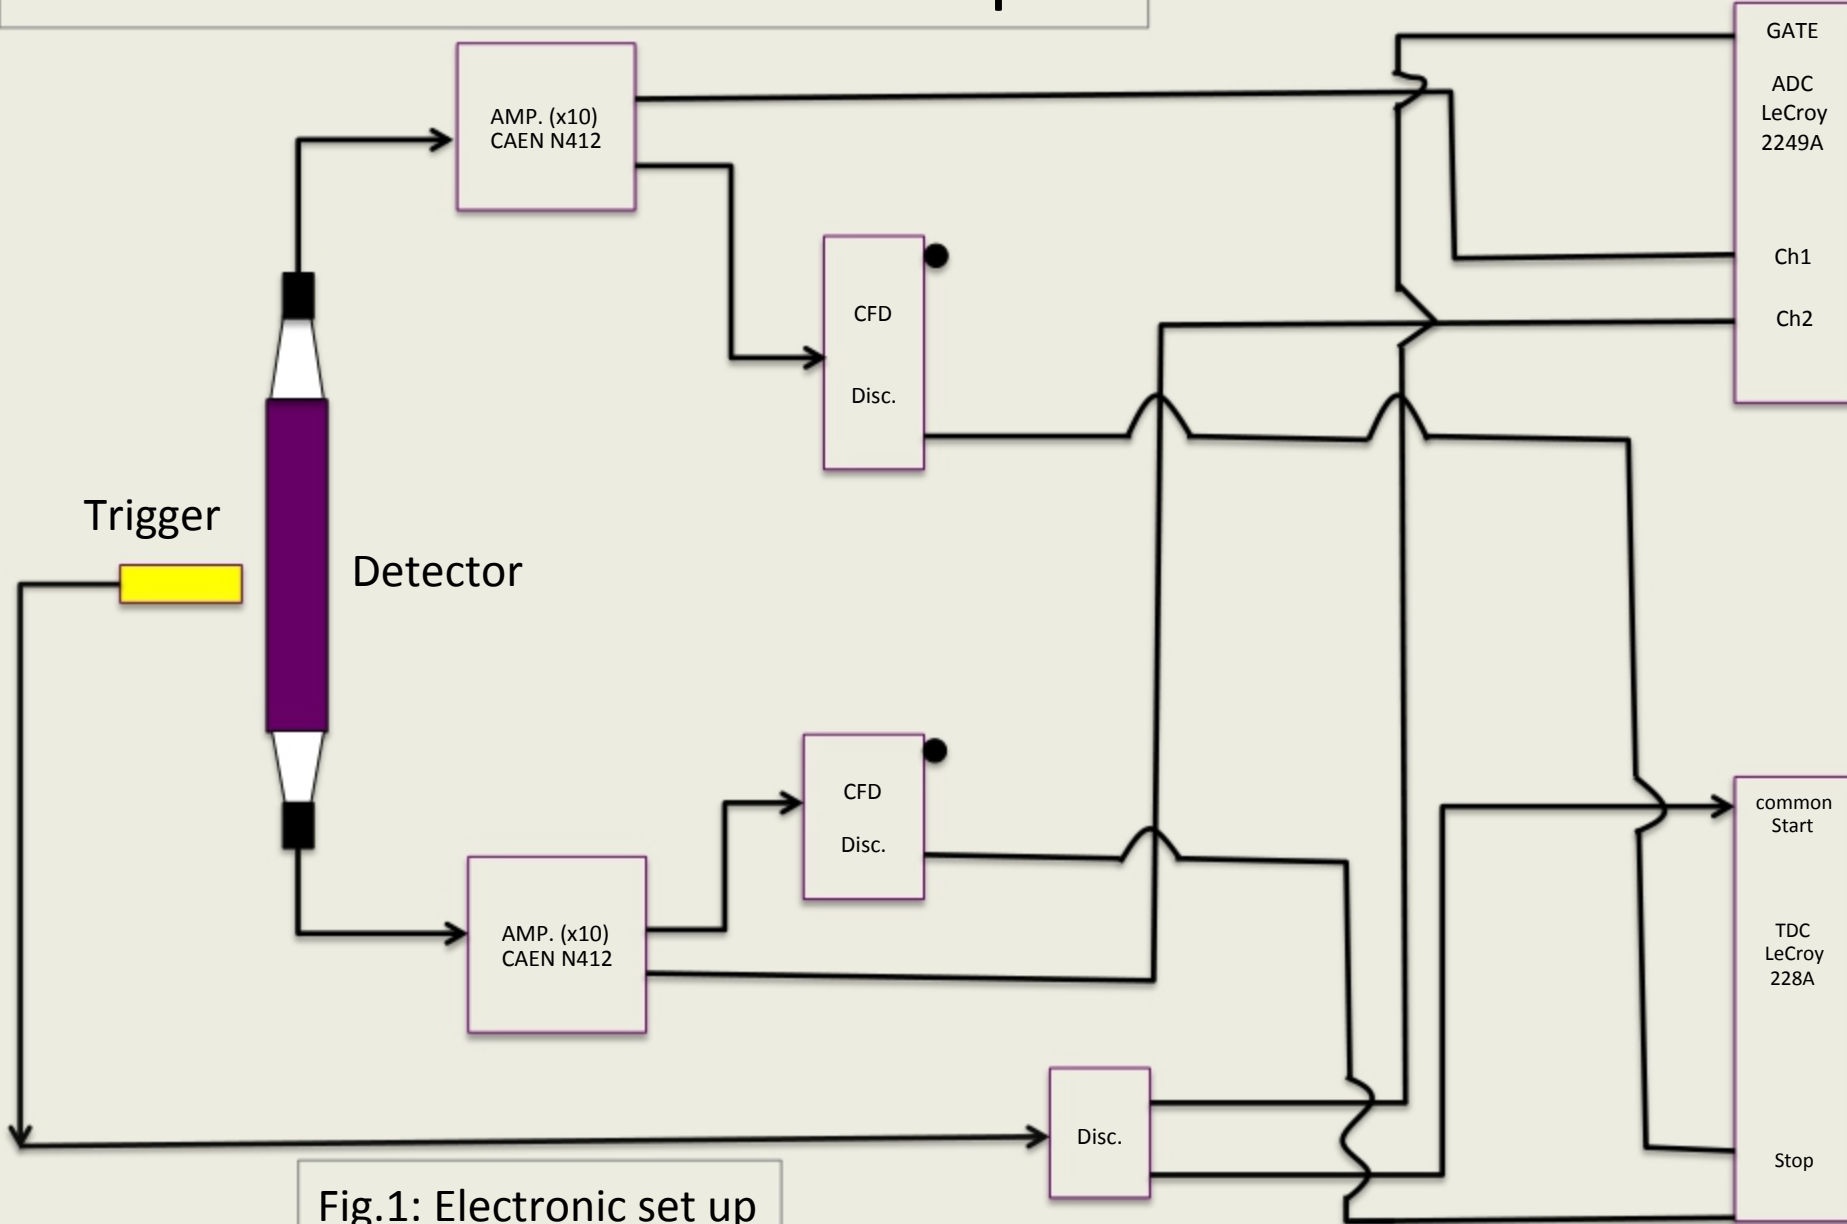 GATE
ADC
LeCroy
2249A
Ch1
Ch2
AMP. (x10)
CAEN N412
CFD
Disc.
Trigger
Detector
CFD
Disc.
AMP. (x10)
CAEN N412
common
Start
TDC
LeCroy
228A
Stop
Disc.
Fig.1: Electronic set up